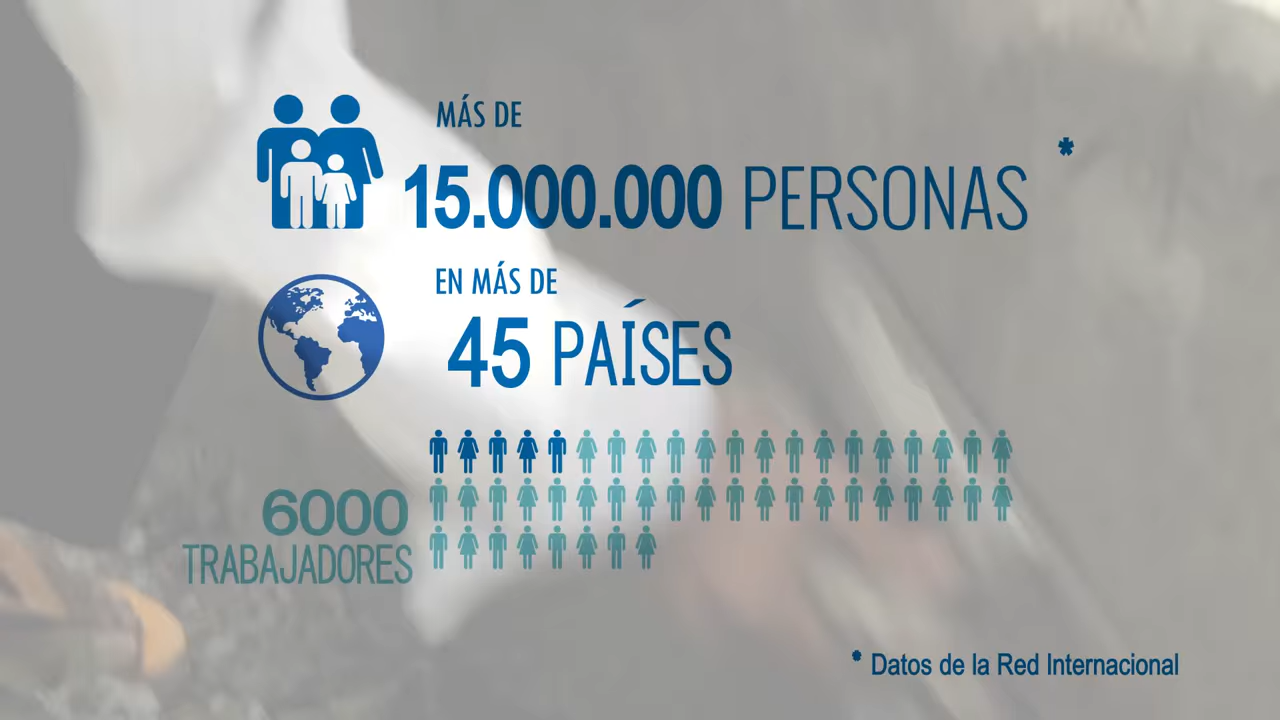 MÁS DE
15.000.000 PERSONAS *
EN MÁS DE
45 PAÍSES
6000
TRABAJADORES
* Datos de la Red Internacional